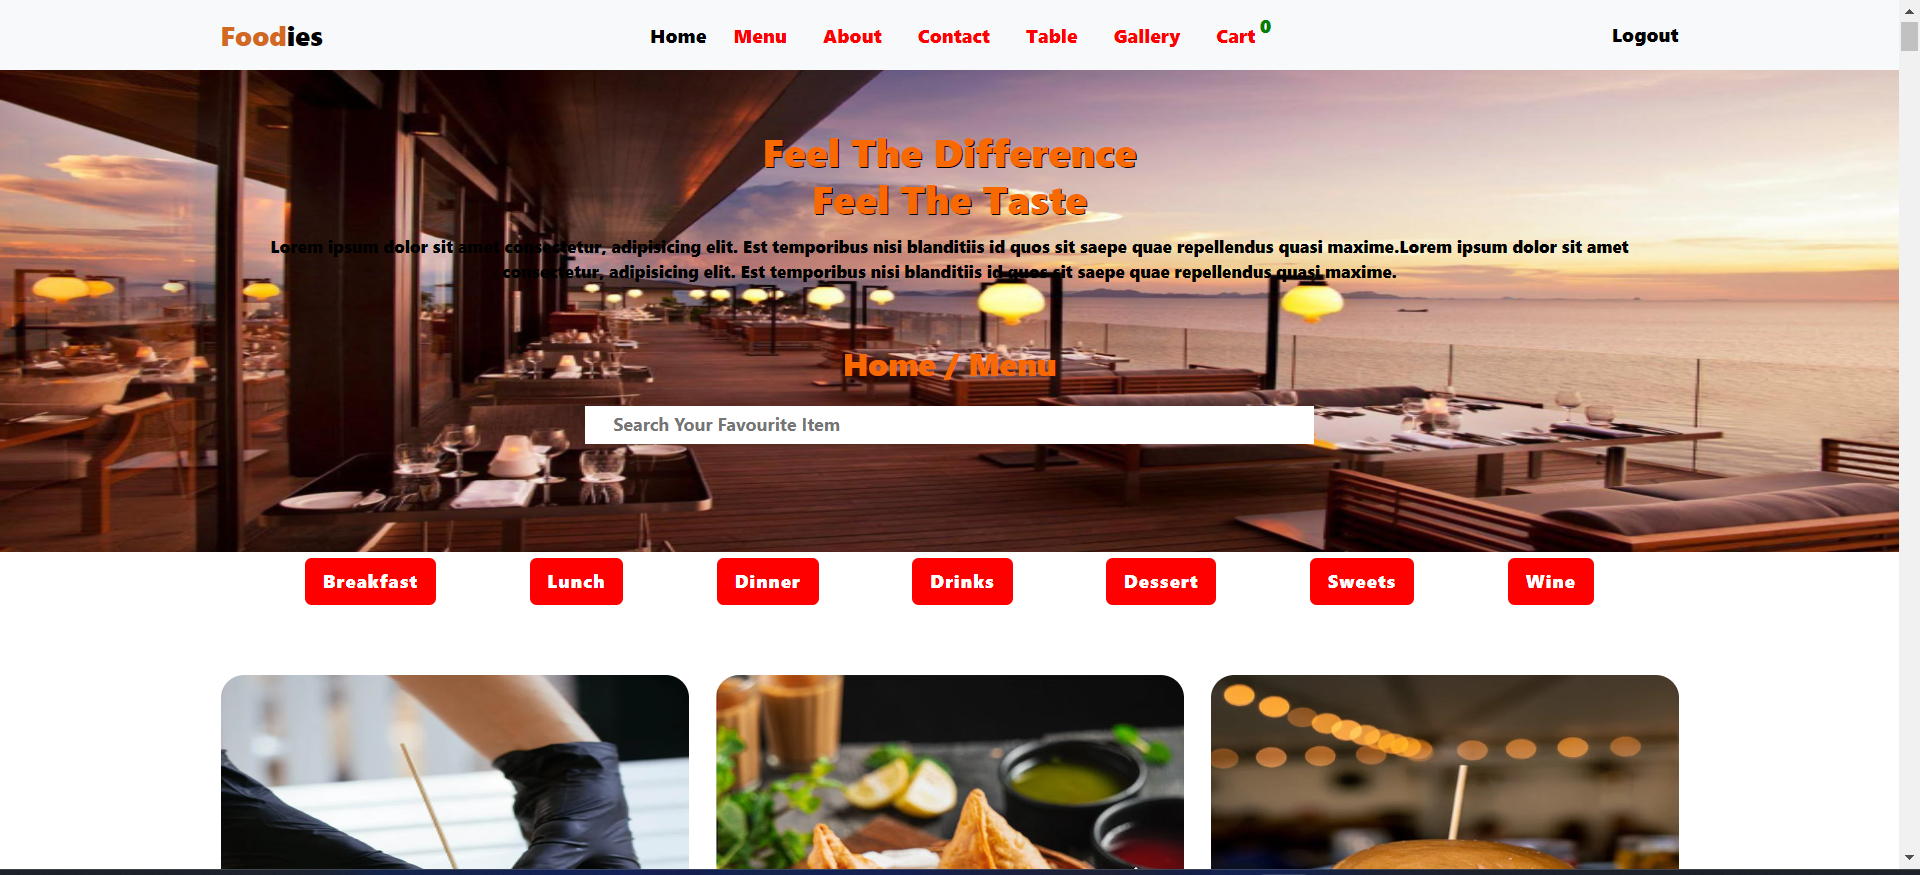 Foodies
Home Menu About Contact Table Gallery Cart 0
Logout
Feel The Difference
Feel The Taste
Lorem ipsum dolor sit amet consectetur, adipisicing elit. Est temporibus nisi blanditiis id quos sit saepe quae repellendus quasi maxime.Lorem ipsum dolor sit amet
consectetur, adipisicing elit. Est temporibus nisi blanditiis id quos sit saepe quae repellendus quasi maxime.
Home / Menu
Search Your Favourite Item
Breakfast Lunch Dinner Drinks Dessert Sweets Wine